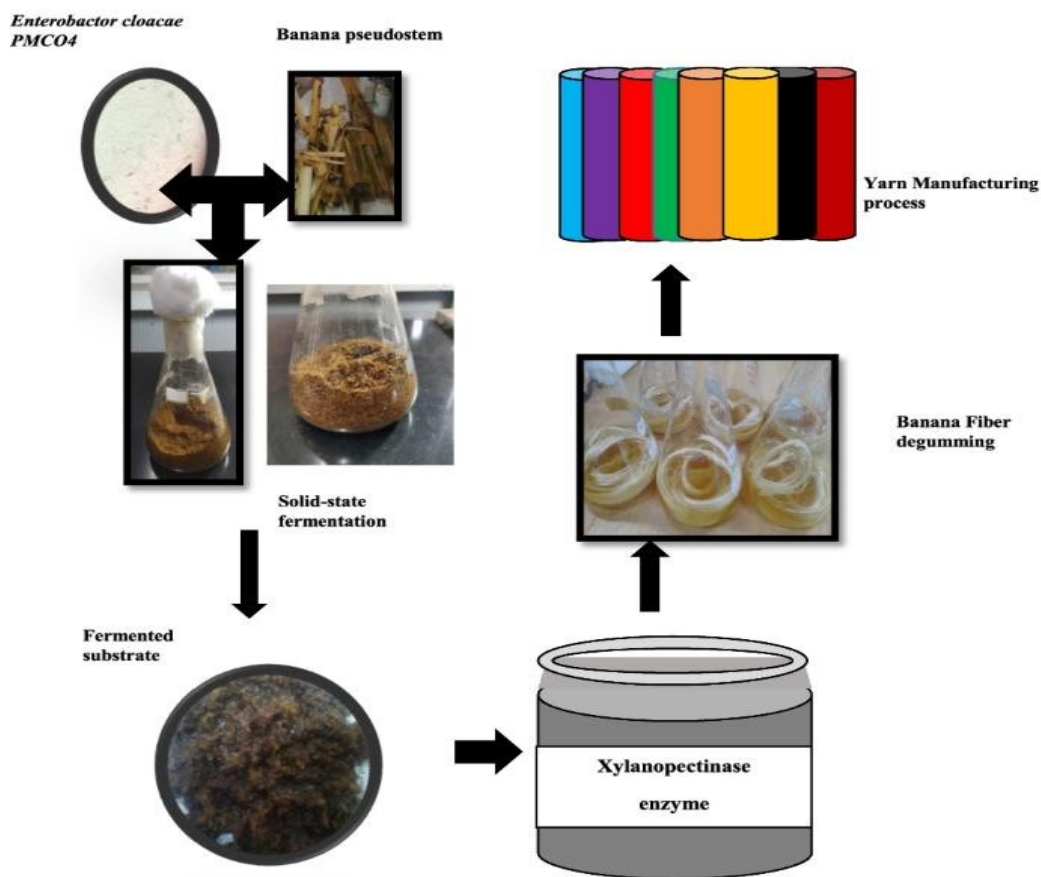 Enterobactor cloacae
PMCO4
Banana pseudostem
Yarn Manufacturing
process
Solid-state
fermentation
Banana Fiber
degumming
Fermented
substrate
Xylanopectinase
enzyme